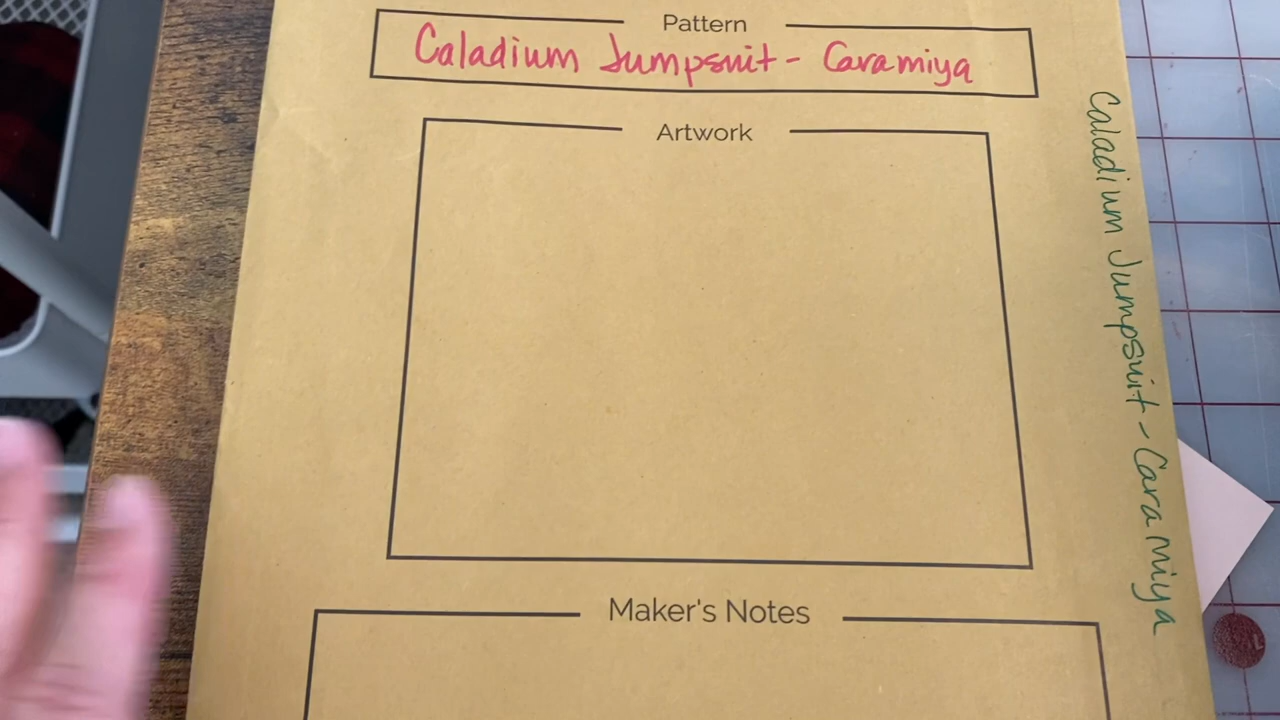 Pattern
Caladium Jumpsuit - Caramiya
Artwork
Caladium Jumpsuit - Caramiya
Maker's Notes